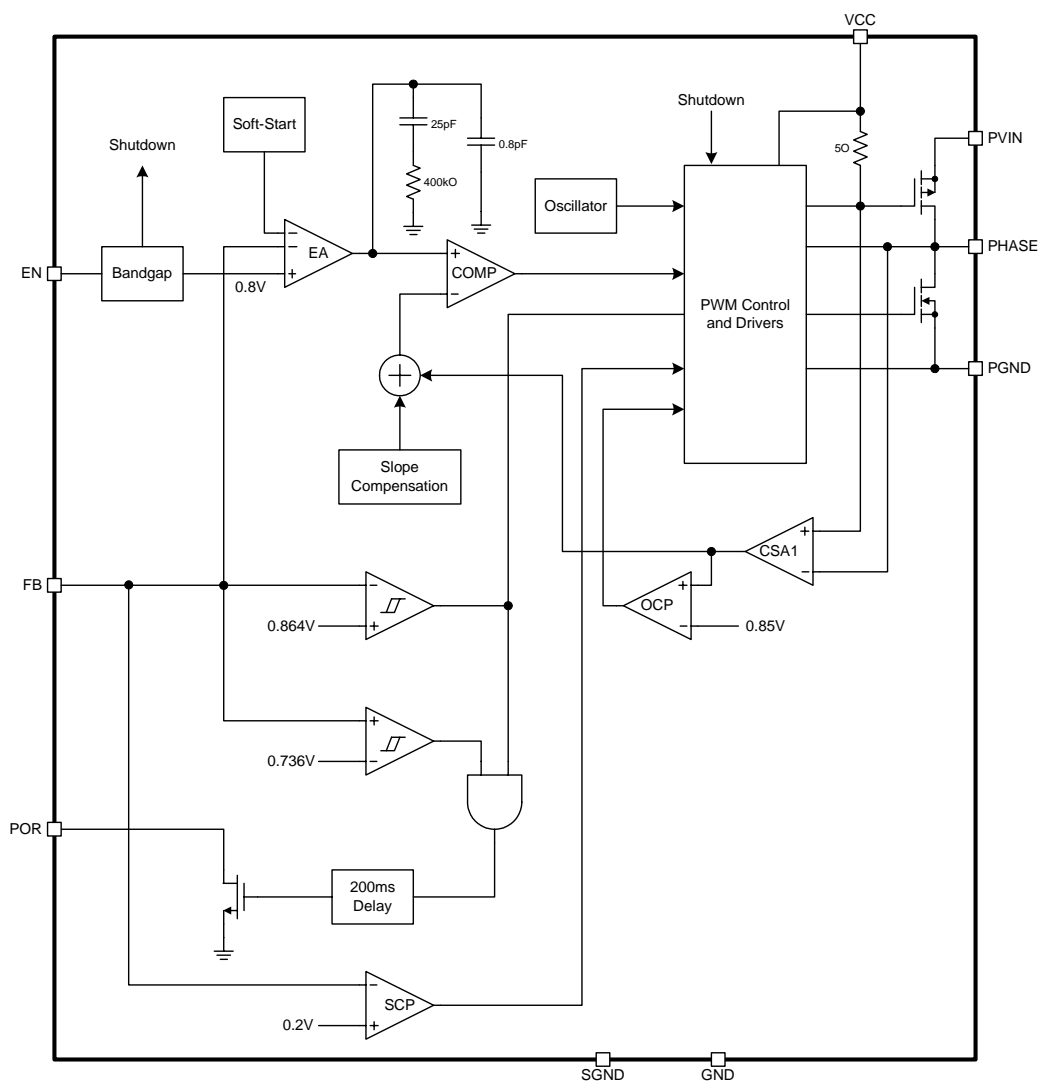 VCC
Soft-Start
25pF
0.8pF
400kO
Shutdown
Shutdown
5O
PVIN
Oscillator
EN
Bandgap
−
−
+
EA
0.8V
+
−
COMP
PWM Control
and Drivers
PHASE
PGND
Slope
Compensation
+
−
CSA1
FB
−
+
0.864V
+
−
OCP
0.85V
+
−
0.736V
POR
200ms
Delay
−
+
SCP
0.2V
SGND
GND